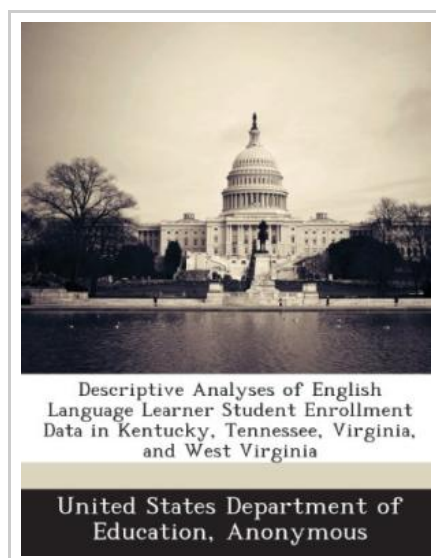 Descriptive Analyses of English
Language Learner Student Enrollment
Data in Kentucky, Tennessee, Virginia,
and West Virginia
United States Department of
Education, Anonymous